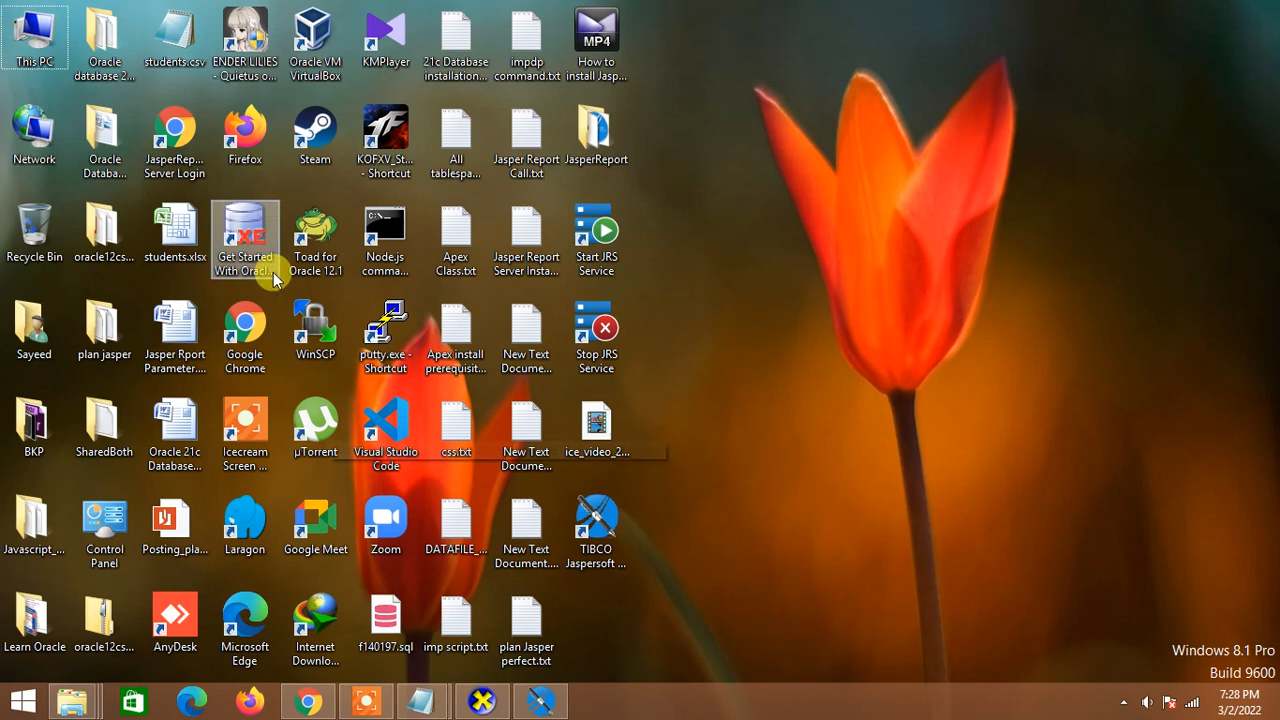 This PC
Oracle
database 2...
students.csv
ENDER LILIES
- Quietus o...
Oracle VM
VirtualBox
KMPlayer
21c Database
installation...
impdp
command.txt
MP4
How to
install Jasp...
Network
Oracle
Databa...
JasperRep...
Server Login
Firefox
Steam
KOFXV_St...
- Shortcut
All
tablespa...
Jasper Report
Call.txt
JasperReport
Recycle Bin
oracle12cs...
students.xlsx
XE
Get Started
With Oracl...
Toad for
Oracle 12.1
C:\_
Node.js
comma...
Apex
Class.txt
Jasper Report
Server Insta...
Start JRS
Service
Sayeed
plan jasper
Jasper Rport
Parameter....
Google
Chrome
WinSCP
putty.exe -
Shortcut
Apex install
prerequisit...
New Text
Docume...
Stop JRS
Service
BKP
SharedBoth
Oracle 21c
Database...
Icecream
Screen ...
µTorrent
Visual Studio
Code
css.txt
New Text
Docume...
ice_video_2...
Javascript_...
Control
Panel
Posting_pla...
Laragon
Google Meet
Zoom
DATAFILE_...
New Text
Document....
TIBCO
Jaspersoft ...
Learn Oracle
oracle12cs...
AnyDesk
Microsoft
Edge
Internet
Downlo...
f140197.sql
imp script.txt
plan Jasper
perfect.txt
Windows 8.1 Pro
Build 9600
7:28 PM
3/2/2022